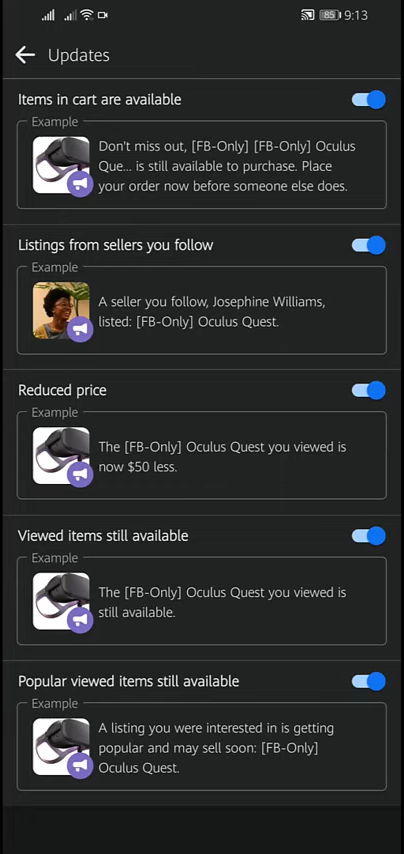 85 9:13
Updates
Items in cart are available
Example
Don't miss out, [FB-Only] [FB-Only] Oculus
Que... is still available to purchase. Place
your order now before someone else does.
Listings from sellers you follow
Example
A seller you follow, Josephine Williams,
listed: [FB-Only] Oculus Quest.
Reduced price
Example
The [FB-Only] Oculus Quest you viewed is
now $50 less.
Viewed items still available
Example
The [FB-Only] Oculus Quest you viewed is
still available.
Popular viewed items still available
Example
A listing you were interested in is getting
popular and may sell soon: [FB-Only]
Oculus Quest.